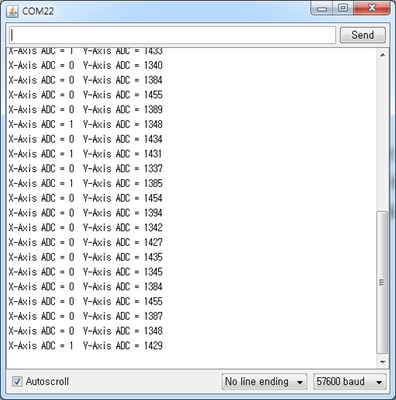 COM22
Send
X-Axis ADC = 1 Y-Axis ADC = 1433
X-Axis ADC = 0 Y-Axis ADC = 1340
X-Axis ADC = 0 Y-Axis ADC = 1384
X-Axis ADC = 0 Y-Axis ADC = 1455
X-Axis ADC = 0 Y-Axis ADC = 1389
X-Axis ADC = 1 Y-Axis ADC = 1348
X-Axis ADC = 0 Y-Axis ADC = 1434
X-Axis ADC = 1 Y-Axis ADC = 1431
X-Axis ADC = 0 Y-Axis ADC = 1337
X-Axis ADC = 1 Y-Axis ADC = 1385
X-Axis ADC = 0 Y-Axis ADC = 1454
X-Axis ADC = 0 Y-Axis ADC = 1394
X-Axis ADC = 0 Y-Axis ADC = 1342
X-Axis ADC = 0 Y-Axis ADC = 1427
X-Axis ADC = 0 Y-Axis ADC = 1435
X-Axis ADC = 0 Y-Axis ADC = 1345
X-Axis ADC = 0 Y-Axis ADC = 1384
X-Axis ADC = 0 Y-Axis ADC = 1455
X-Axis ADC = 0 Y-Axis ADC = 1387
X-Axis ADC = 0 Y-Axis ADC = 1348
X-Axis ADC = 1 Y-Axis ADC = 1429
Autoscroll No line ending 57600 baud